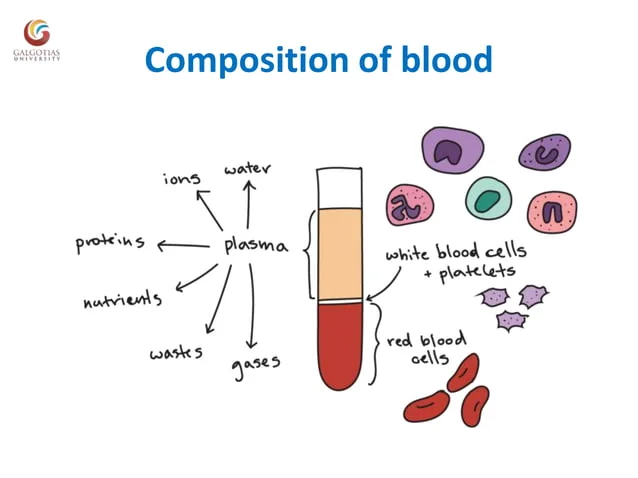 GALGOTIAS
UNIVERSITY
Composition of blood
ions
water
proteins
plasma
nutrients
wastes
gases
white blood cells
+ platelets
red blood
cells